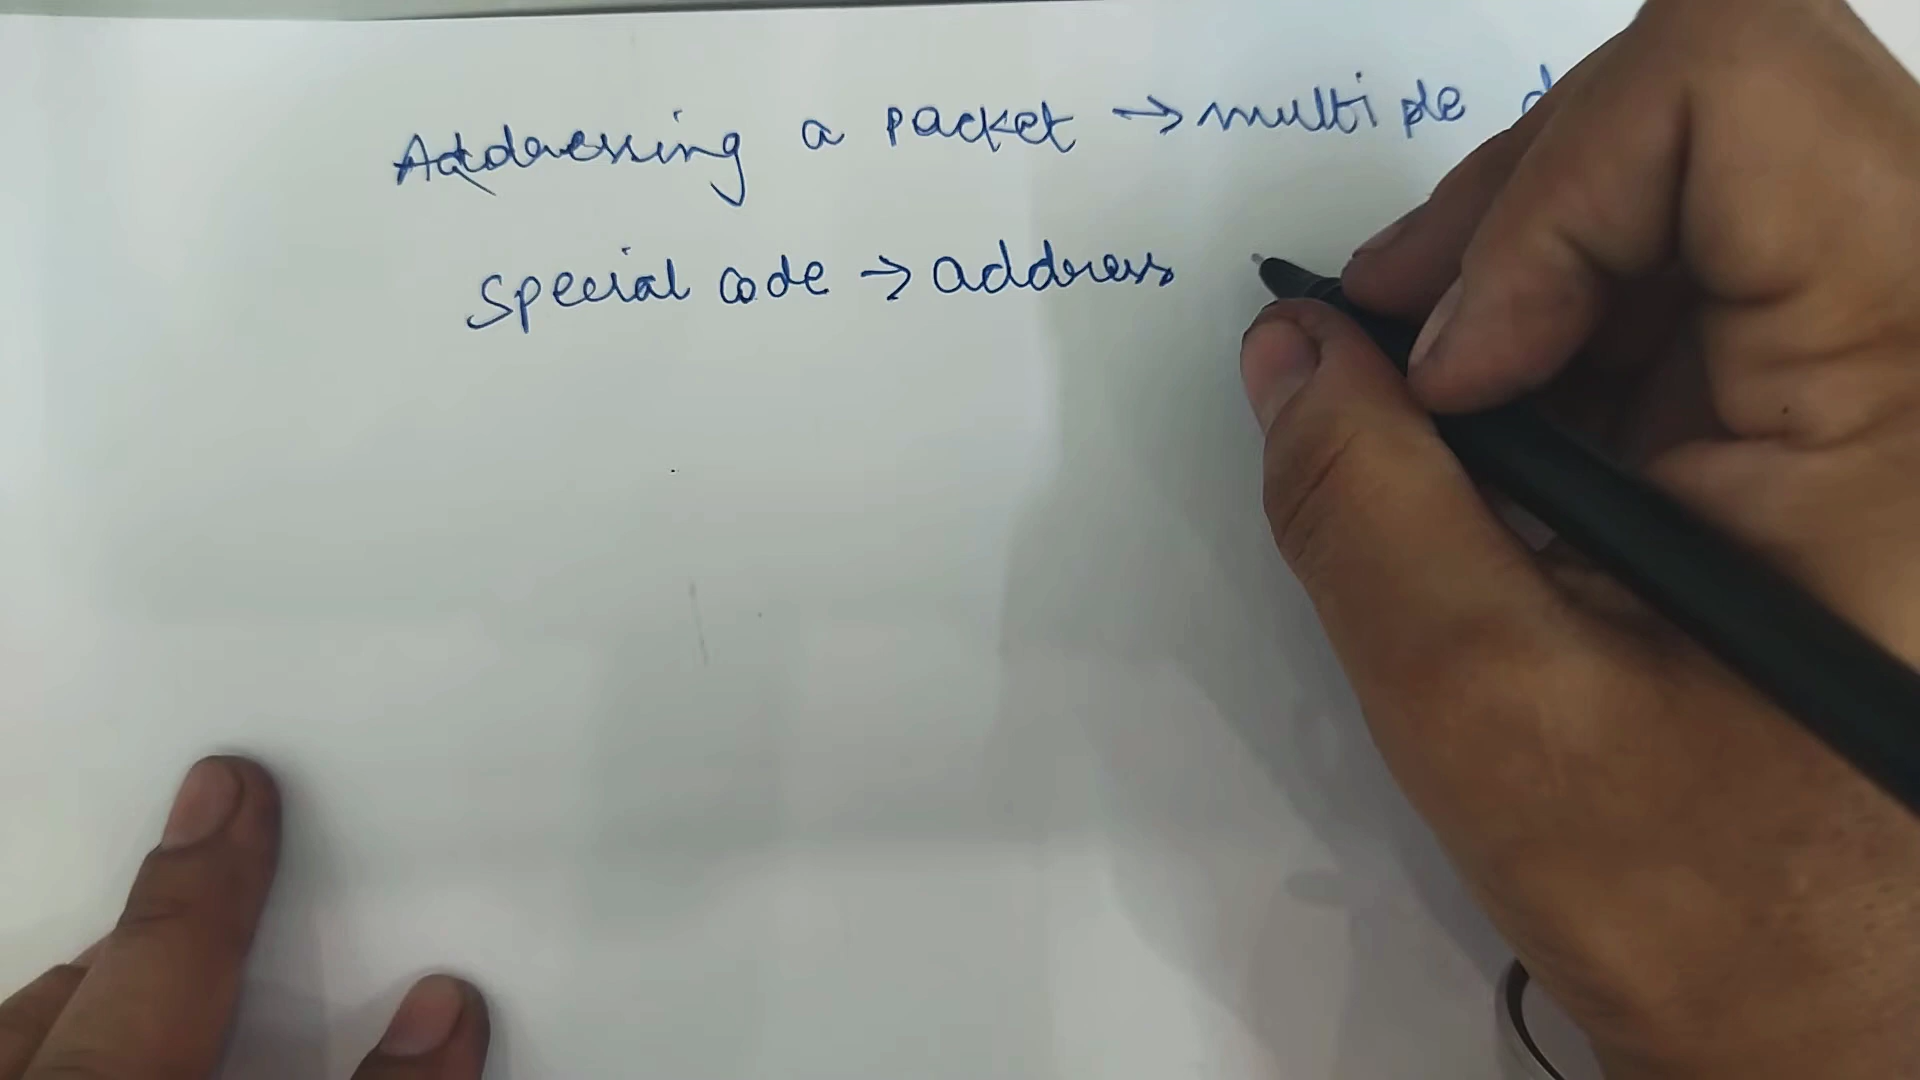 Addressing a packet → multiple d
special code → address